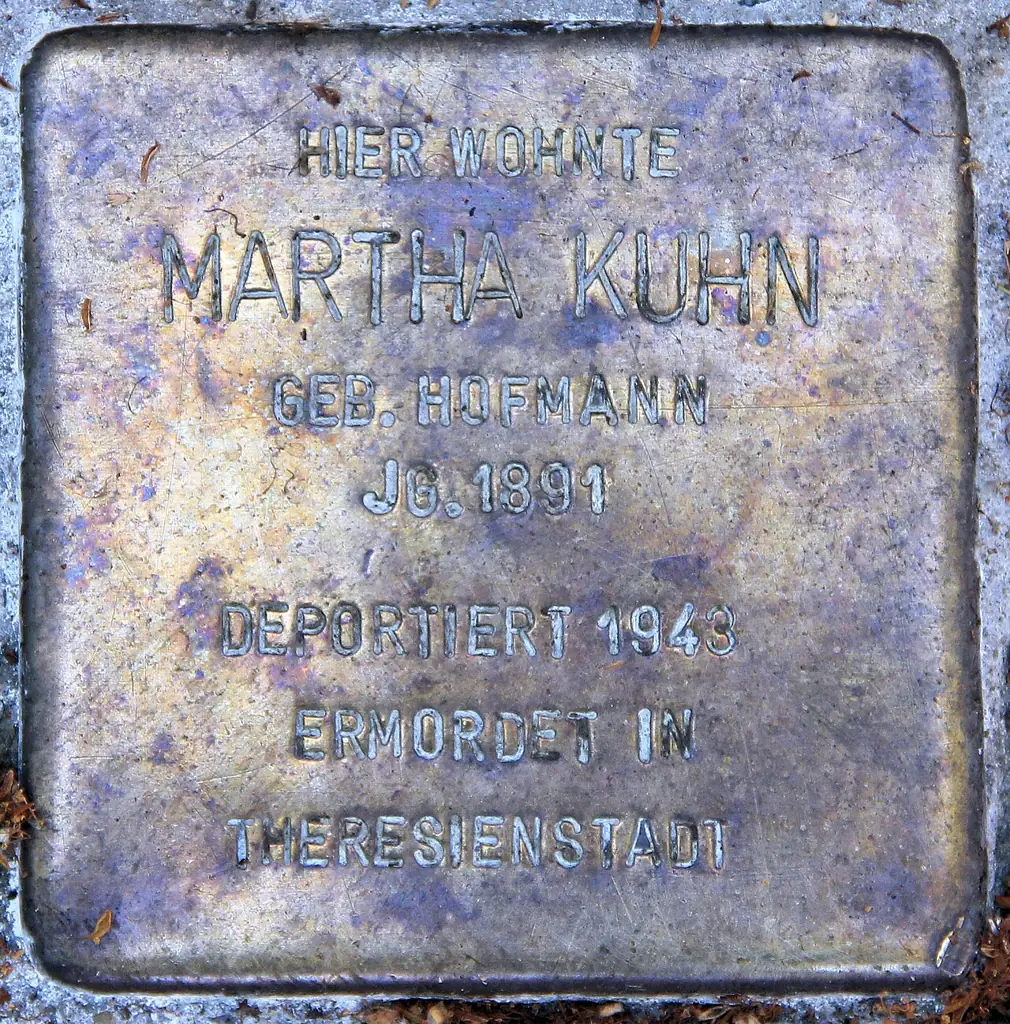 HIER WOHNTE
MARTHA KUHN
GEB. HOFMANN
JG. 1891
DEPORTIERT 1943
ERMORDET IN
THERESIENSTADT